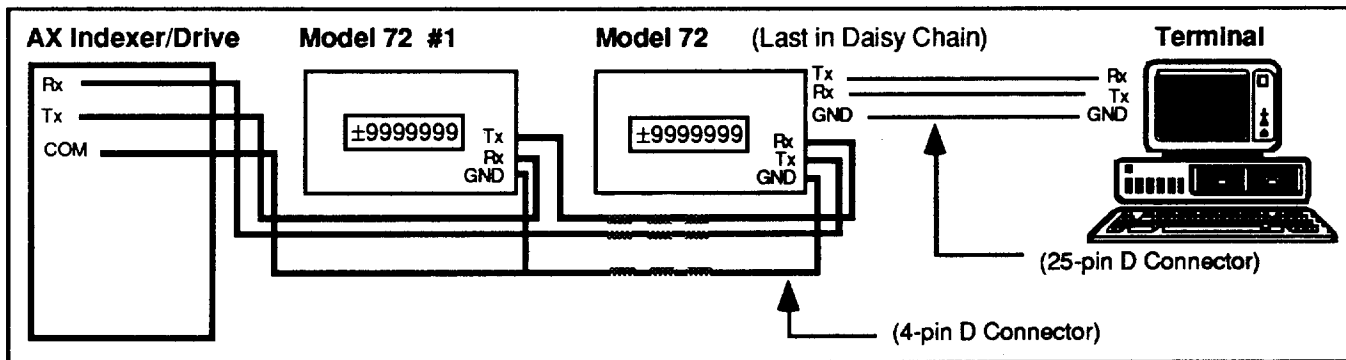 AX Indexer/Drive
Rx
Tx
COM
Model 72 #1
±9999999
Tx
Rx
GND
Model 72 (Last in Daisy Chain)
±9999999
Tx
Rx
GND
Rx
Tx
GND
Terminal
Rx
Tx
GND
(25-pin D Connector)
(4-pin D Connector)